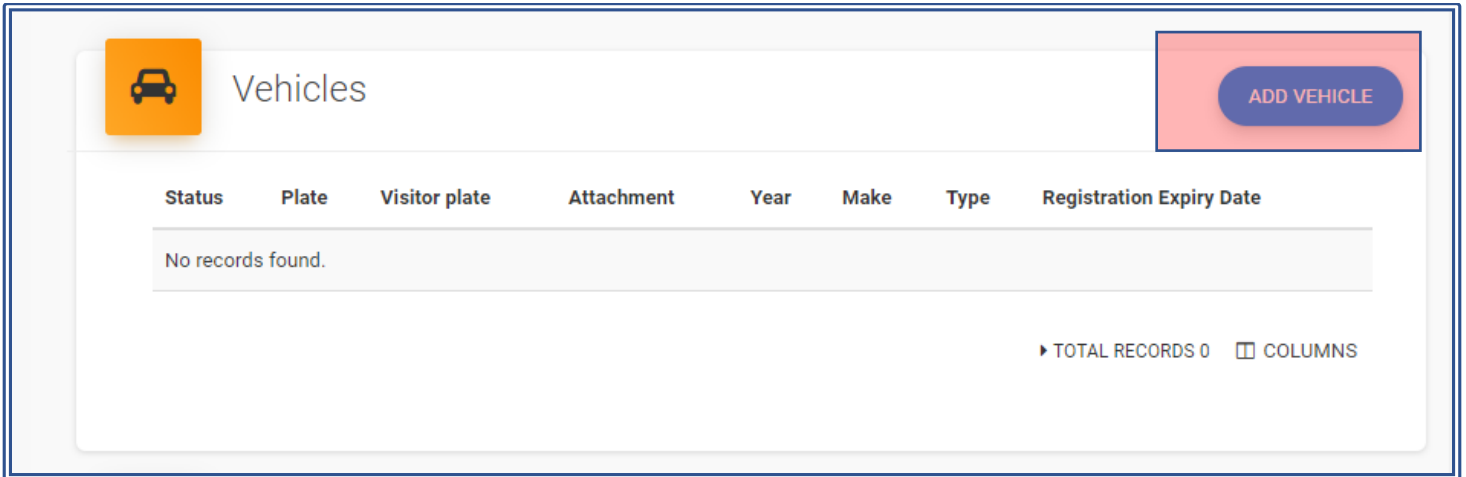 Vehicles
ADD VEHICLE
Status Plate Visitor plate Attachment Year Make Type Registration Expiry Date
No records found.
TOTAL RECORDS 0 COLUMNS